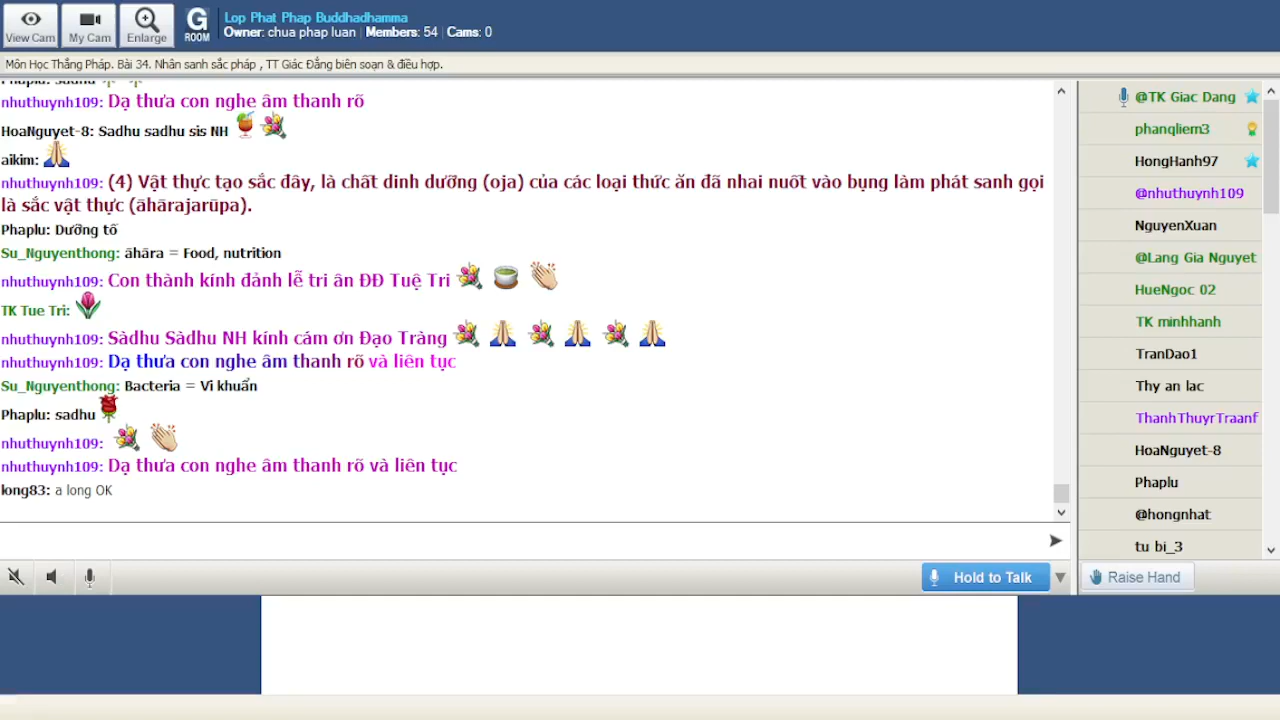 View Cam
My Cam
Enlarge
G
ROOM
Lop Phat Phap Buddhadhamma
Owner: chua phap luan | Members: 54 | Cams: 0
Môn Học Thắng Pháp. Bài 34. Nhân sanh sắc pháp , TT Giác Đẳng biên soạn & điều hợp.
Phaplu: sadhu
nhuthuynh109: Dạ thưa con nghe âm thanh rõ
HoaNguyet-8: Sadhu sadhu sis NH
aikim:
nhuthuynh109: (4) Vật thực tạo sắc đây, là chất dinh dưỡng (oja) của các loại thức ăn đã nhai nuốt vào bụng làm phát sanh gọi
là sắc vật thực (āhārajarūpa).
Phaplu: Dưỡng tố
Su_Nguyenthong: āhāra = Food, nutrition
nhuthuynh109: Con thành kính đảnh lễ tri ân ĐĐ Tuệ Tri
TK Tue Tri:
nhuthuynh109: Sàdhu Sàdhu NH kính cám ơn Đạo Tràng
nhuthuynh109: Dạ thưa con nghe âm thanh rõ và liên tục
Su_Nguyenthong: Bacteria = Vi khuẩn
Phaplu: sadhu
nhuthuynh109:
nhuthuynh109: Dạ thưa con nghe âm thanh rõ và liên tục
long83: a long OK
Hold to Talk
@TK Giac Dang
phanqliem3
HongHanh97
@nhuthuynh109
NguyenXuan
@Lang Gia Nguyet
HueNgoc 02
TK minhhanh
TranDao1
Thy an lac
ThanhThuyrTraanf
HoaNguyet-8
Phaplu
@hongnhat
tu bi_3
Raise Hand